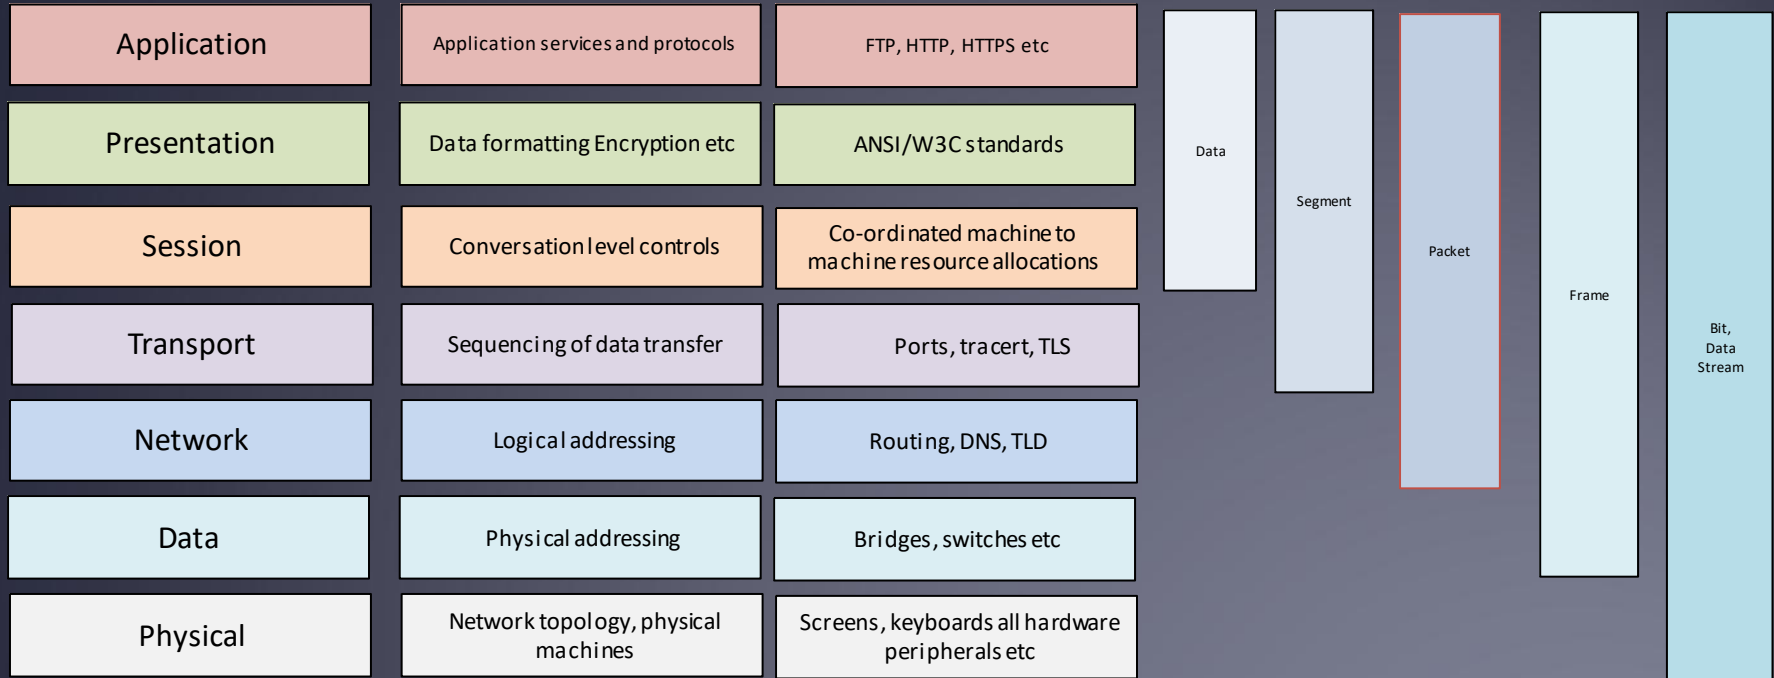 Application
Application services and protocols
FTP, HTTP, HTTPS etc
Presentation
Data formatting Encryption etc
ANSI/W3C standards
Session
Conversation level controls
Co-ordinated machine to
machine resource allocations
Transport
Sequencing of data transfer
Ports, tracert, TLS
Network
Logical addressing
Routing, DNS, TLD
Data
Physical addressing
Bridges, switches etc
Physical
Network topology, physical
machines
Screens, keyboards all hardware
peripherals etc
Data
Segment
Packet
Frame
Bit,
Data
Stream